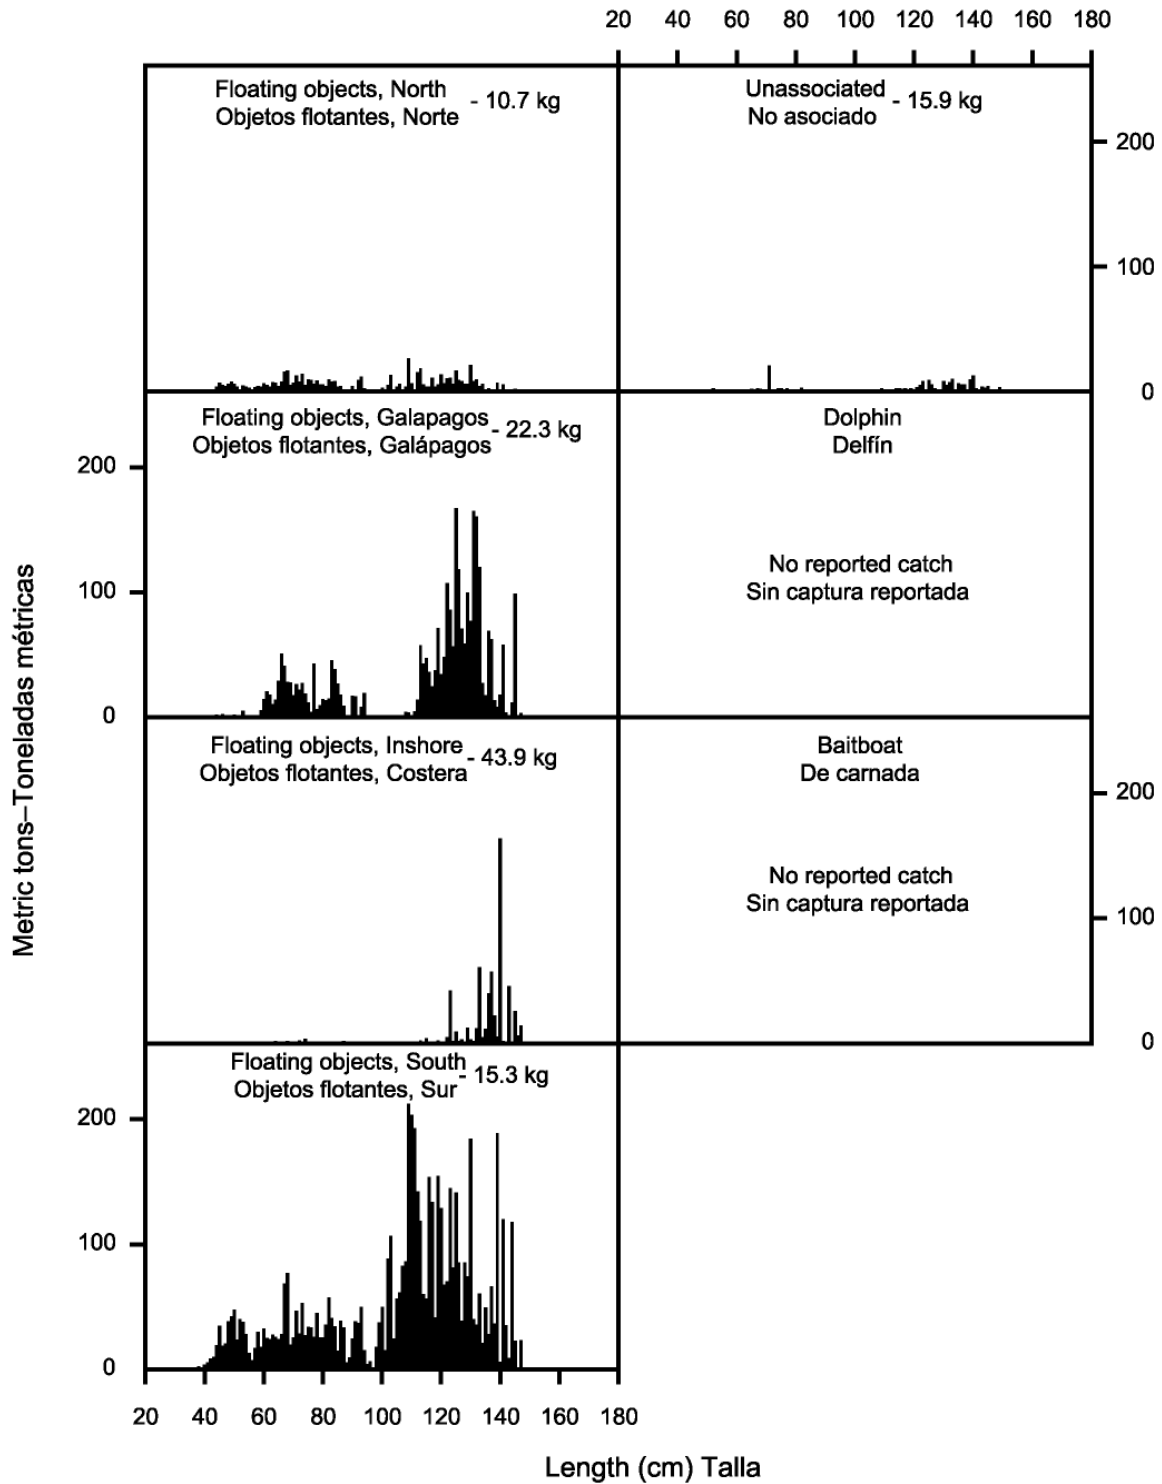 20 40 60 80 100 120 140 160 180
Floating objects, North
Objetos flotantes, Norte
- 10.7 kg
Unassociated
No asociado
- 15.9 kg
200
100
0
Floating objects, Galapagos
Objetos flotantes, Galápagos
- 22.3 kg
Dolphin
Delfín
No reported catch
Sin captura reportada
200
100
0
Floating objects, Inshore
Objetos flotantes, Costera
- 43.9 kg
Baitboat
De carnada
No reported catch
Sin captura reportada
200
100
0
Floating objects, South
Objetos flotantes, Sur
- 15.3 kg
200
100
0
20 40 60 80 100 120 140 160 180
Length (cm) Talla
Metric tons–Toneladas métricas